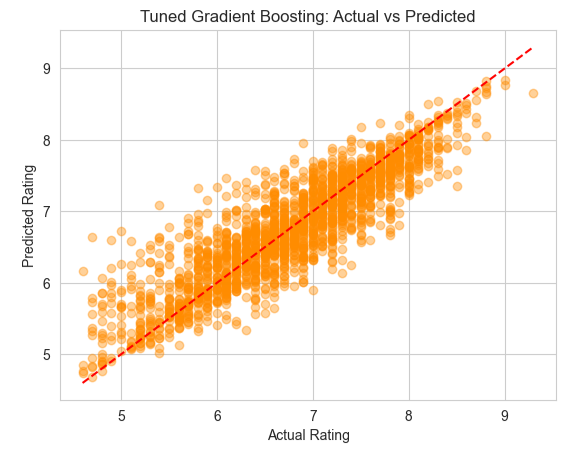 Tuned Gradient Boosting: Actual vs Predicted
9
8
7
6
5
Predicted Rating
5 6 7 8 9
Actual Rating